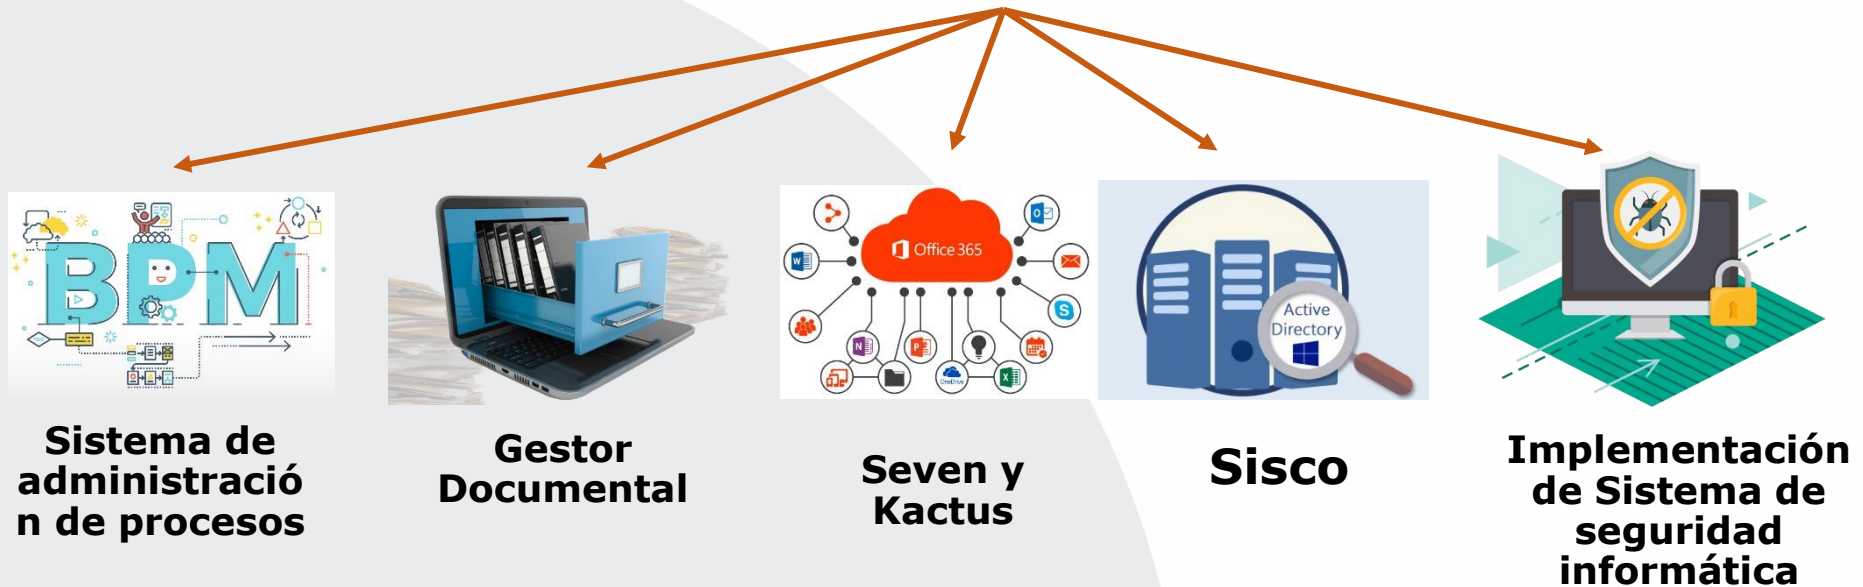 BPM
Office 365
OneDrive
Active
Directory
Sistema de
administració
n de procesos
Gestor
Documental
Seven y
Kactus
Sisco
Implementación
de Sistema de
seguridad
informática